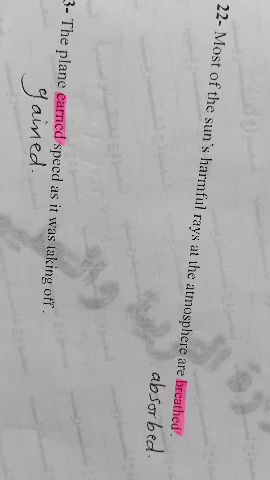 22- Most of the sun's harmful rays at the atmosphere are breathed.
absorbed.
3- The plane earned speed as it was taking off.
gained.